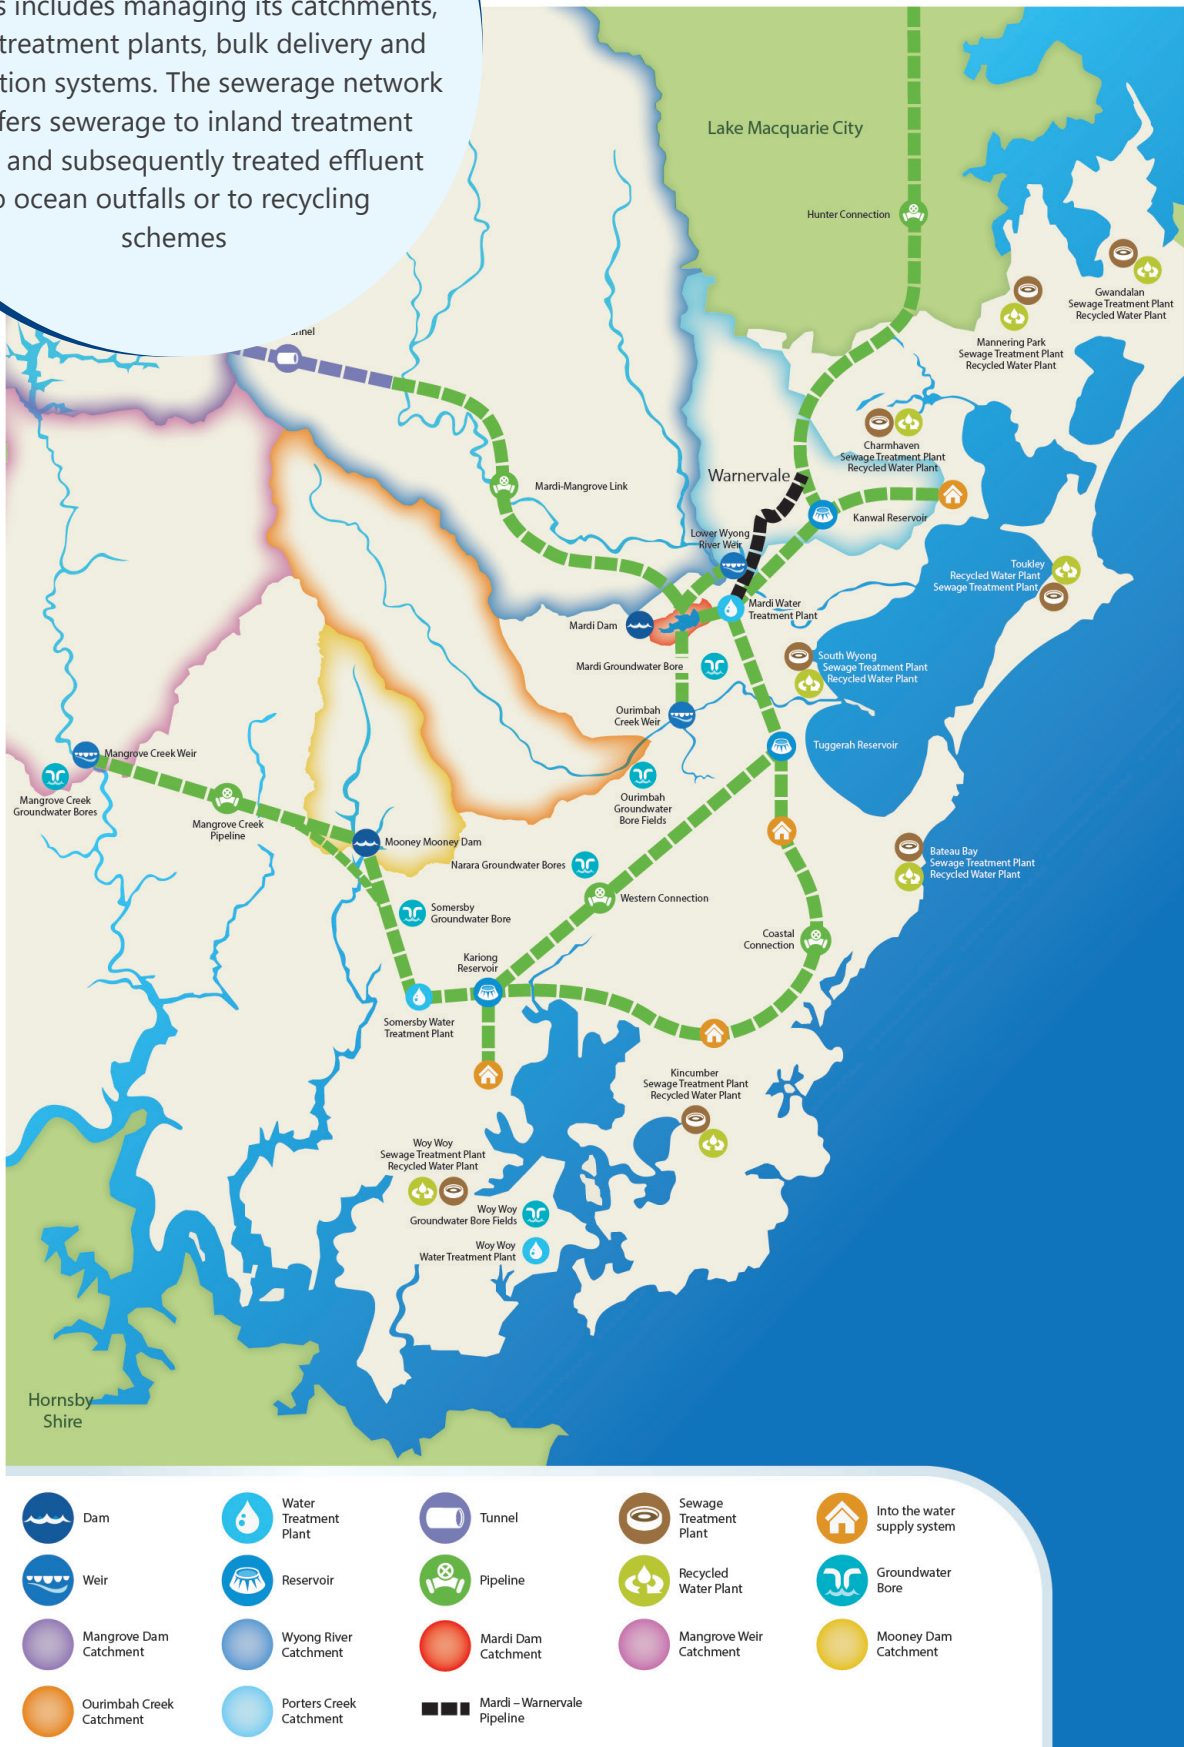 s includes managing its catchments,
treatment plants, bulk delivery and
tion systems. The sewerage network
fers sewerage to inland treatment
and subsequently treated effluent
o ocean outfalls or to recycling
schemes
Lake Macquarie City
Hunter Connection
Gwandalan
Sewage Treatment Plant
Recycled Water Plant
Mannering Park
Sewage Treatment Plant
Recycled Water Plant
nnel
Charmhaven
Sewage Treatment Plant
Recycled Water Plant
Mardi-Mangrove Link
Warnervale
Kanwal Reservoir
Lower Wyong
River Weir
Toukley
Recycled Water Plant
Sewage Treatment Plant
Mardi Water
Treatment Plant
Mardi Dam
Mardi Groundwater Bore
South Wyong
Sewage Treatment Plant
Recycled Water Plant
Ourimbah
Creek Weir
Tuggerah Reservoir
Mangrove Creek Weir
Mangrove Creek
Groundwater Bores
Mangrove Creek
Pipeline
Ourimbah
Groundwater
Bore Fields
Mooney Mooney Dam
Narara Groundwater Bores
Bateau Bay
Sewage Treatment Plant
Recycled Water Plant
Western Connection
Somersby
Groundwater Bore
Coastal
Connection
Kariong
Reservoir
Somersby Water
Treatment Plant
Kincumber
Sewage Treatment Plant
Recycled Water Plant
Woy Woy
Sewage Treatment Plant
Recycled Water Plant
Woy Woy
Groundwater Bore Fields
Woy Woy
Water Treatment Plant
Hornsby
Shire
Dam
Water
Treatment
Plant
Tunnel
Sewage
Treatment
Plant
Into the water
supply system
Weir
Reservoir
Pipeline
Recycled
Water Plant
Groundwater
Bore
Mangrove Dam
Catchment
Wyong River
Catchment
Mardi Dam
Catchment
Mangrove Weir
Catchment
Mooney Dam
Catchment
Ourimbah Creek
Catchment
Porters Creek
Catchment
Mardi – Warnervale
Pipeline